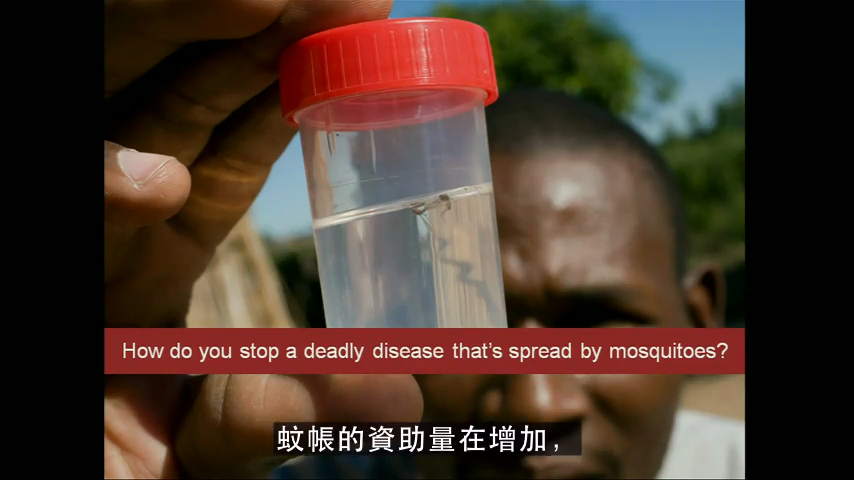 How do you stop a deadly disease that's spread by mosquitoes?
蚊帳的資助量在增加，